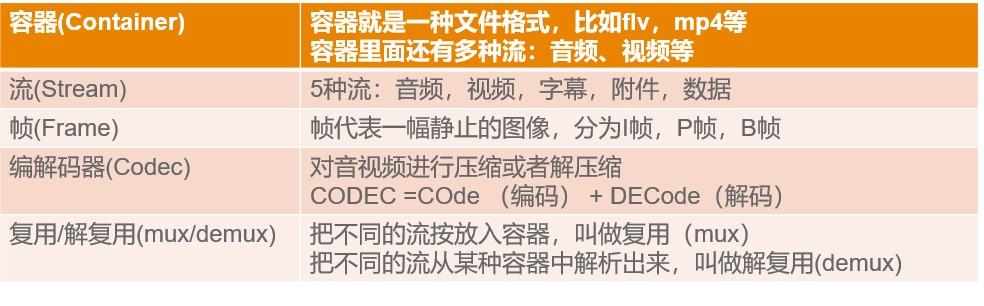 容器(Container)
容器就是一种文件格式，比如flv，mp4等
容器里面还有多种流：音频、视频等
流(Stream)
5种流：音频，视频，字幕，附件，数据
帧(Frame)
帧代表一幅静止的图像，分为I帧，P帧，B帧
编解码器(Codec)
对音视频进行压缩或者解压缩
CODEC =COde （编码） + DECode（解码）
复用/解复用(mux/demux)
把不同的流按放入容器，叫做复用（mux）
把不同的流从某种容器中解析出来，叫做解复用(demux)